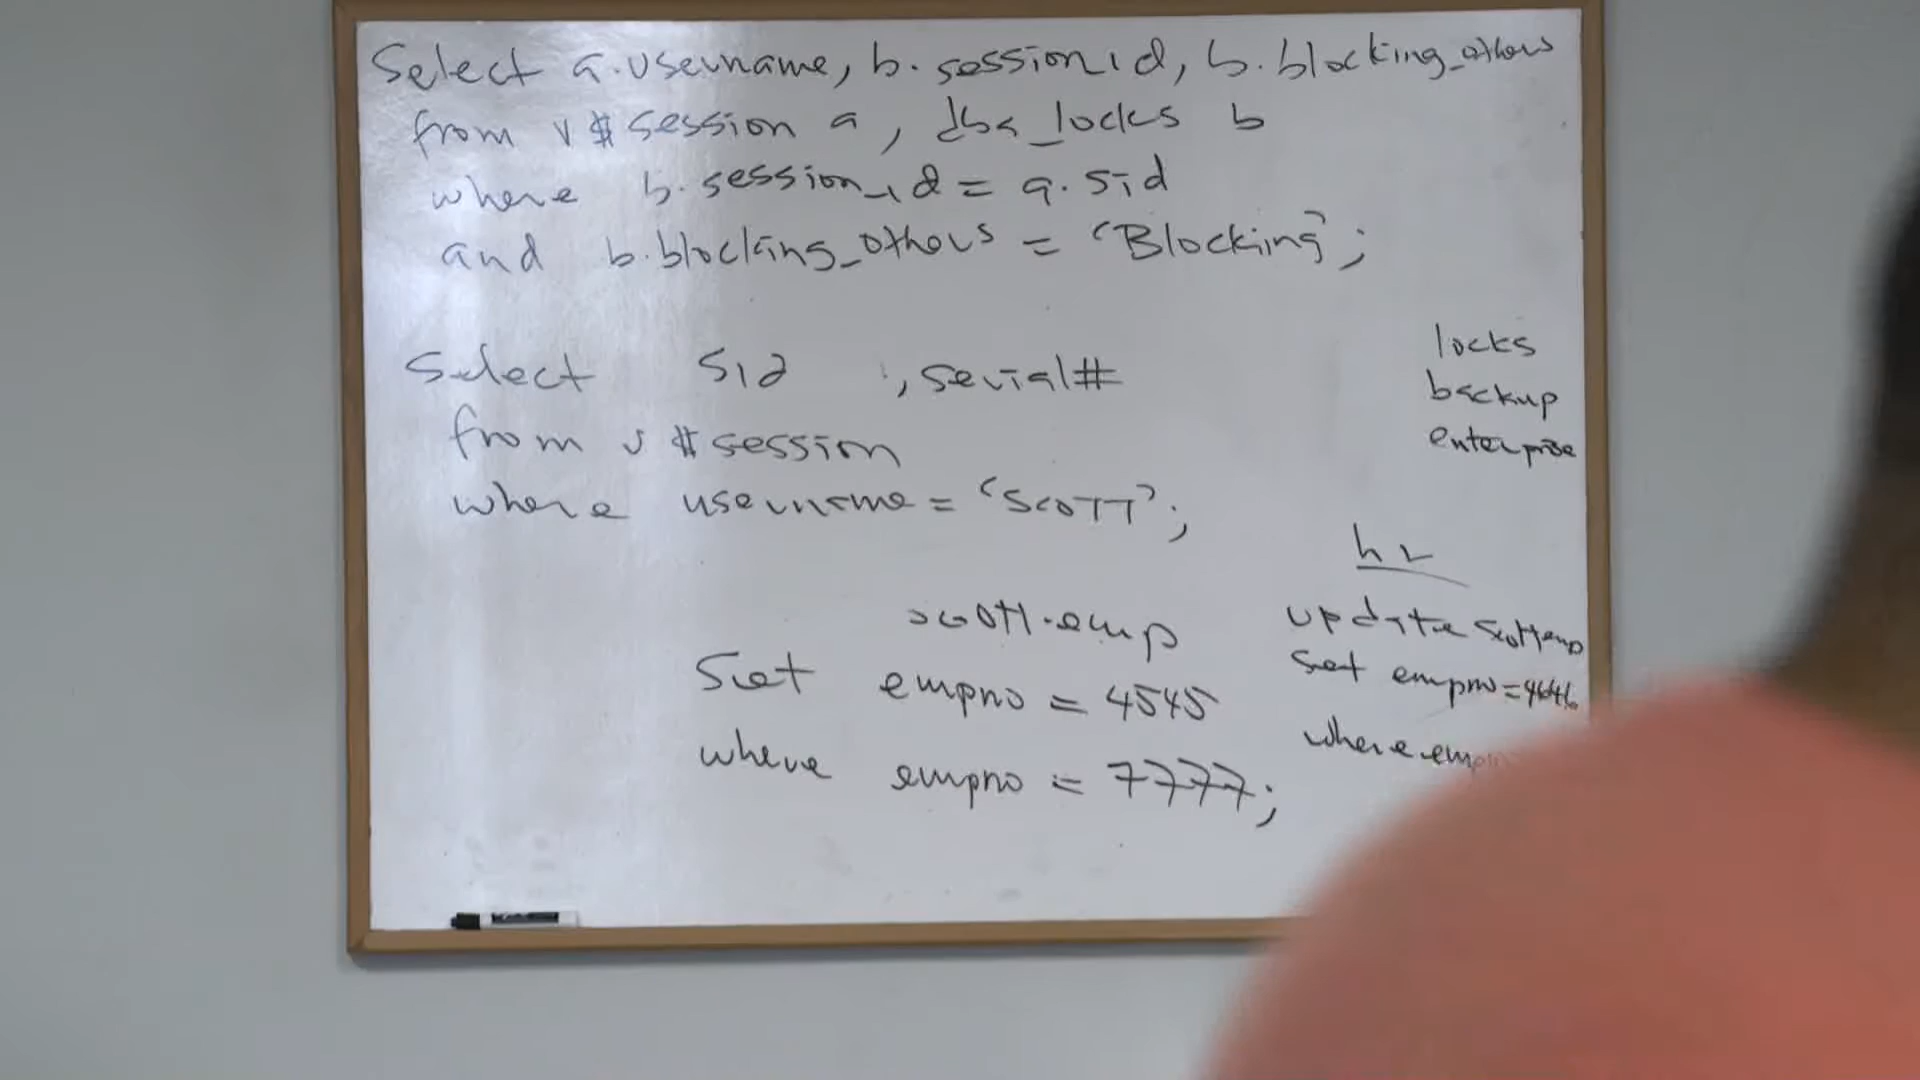 Select a.username, b.session_id, b.blocking_others
from v$session a, dba_locks b
where b.session_id = a.sid
and b.blocking_others = 'Blocking';
Select sid , serial#
from v$session
where username = 'SCOTT';
locks
backup
enterprise
hr
scott.emp
Set empno = 4545
where empno = 7777;
update scott.emp
set empno = 4646
where